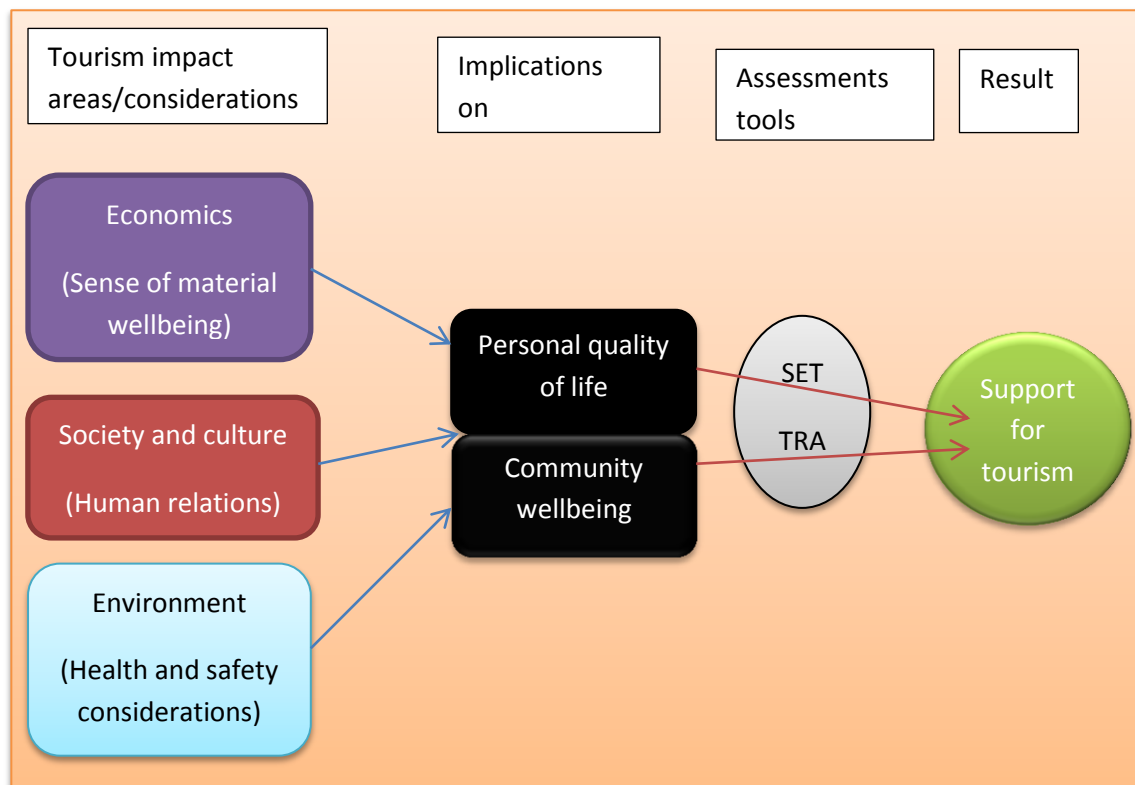 Tourism impact
areas/considerations
Implications
on
Assessments
tools
Result
Economics
(Sense of material
wellbeing)
Society and culture
(Human relations)
Environment
(Health and safety
considerations)
Personal quality
of life
Community
wellbeing
SET
TRA
Support
for
tourism